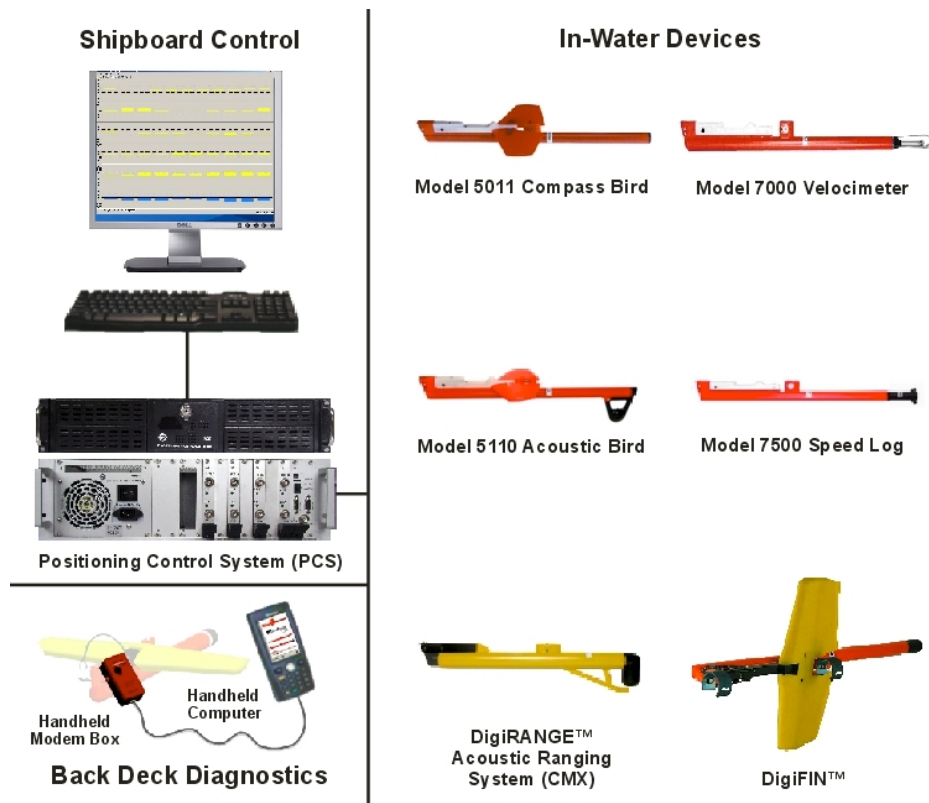 Shipboard Control
DELL
Positioning Control System (PCS)
Handheld
Modem Box
Handheld
Computer
Back Deck Diagnostics
In-Water Devices
Model 5011 Compass Bird
Model 7000 Velocimeter
Model 5110 Acoustic Bird
Model 7500 Speed Log
DigiRANGE™
Acoustic Ranging
System (CMX)
DigiFIN™